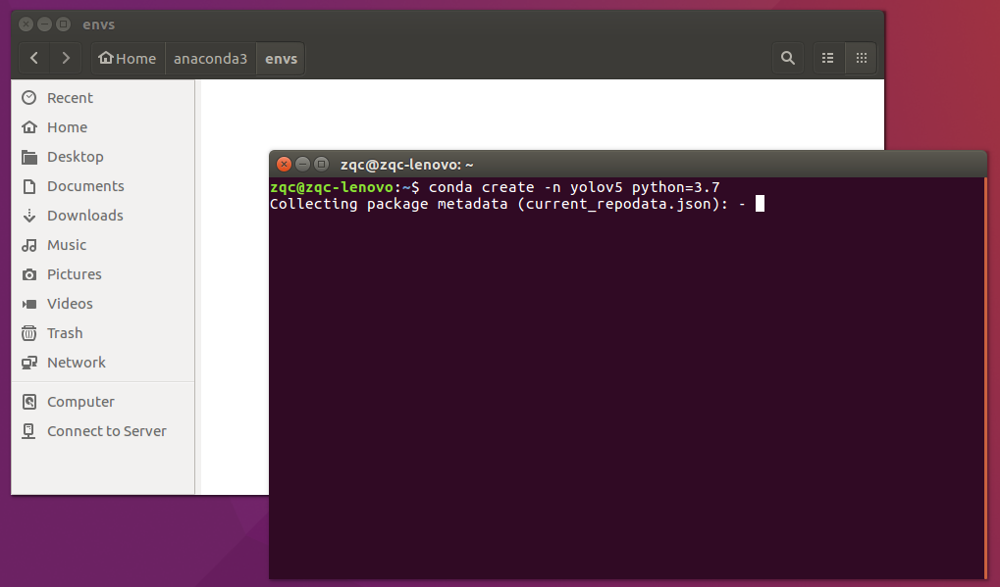 envs
Home anaconda3 envs
Recent
Home
Desktop
Documents
Downloads
Music
Pictures
Videos
Trash
Network
Computer
Connect to Server
zqc@zqc-lenovo: ~
zqc@zqc-lenovo:~$ conda create -n yolov5 python=3.7
Collecting package metadata (current_repodata.json): -